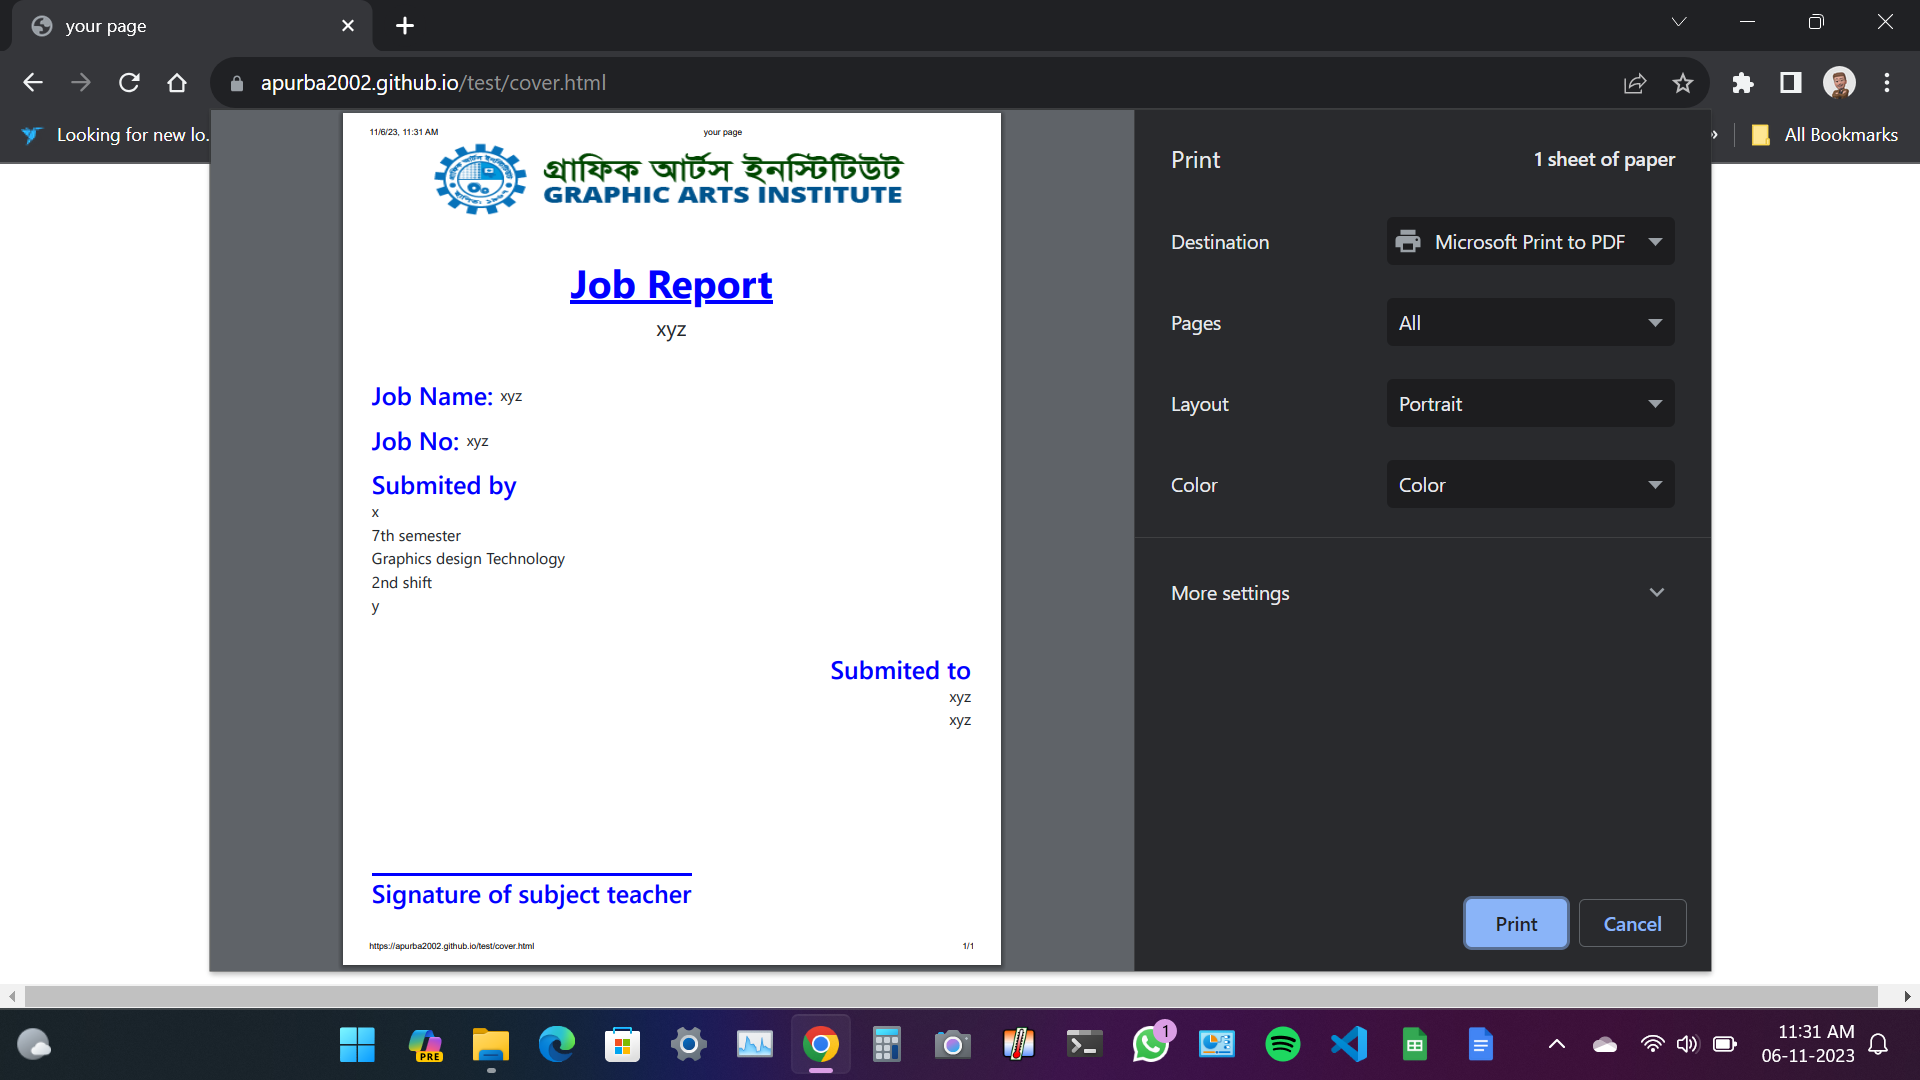 your page
apurba2002.github.io/test/cover.html
Looking for new lo.
All Bookmarks
11/6/23, 11:31 AM
your page
গ্রাফিক আর্টস ইনস্টিটিউট
GRAPHIC ARTS INSTITUTE
Job Report
xyz
Job Name: xyz
Job No: xyz
Submited by
x
7th semester
Graphics design Technology
2nd shift
y
Submited to
xyz
xyz
Signature of subject teacher
https://apurba2002.github.io/test/cover.html
1/1
Print
1 sheet of paper
Destination
Microsoft Print to PDF
Pages
All
Layout
Portrait
Color
Color
More settings
Print
Cancel
PRE
1
11:31 AM
06-11-2023